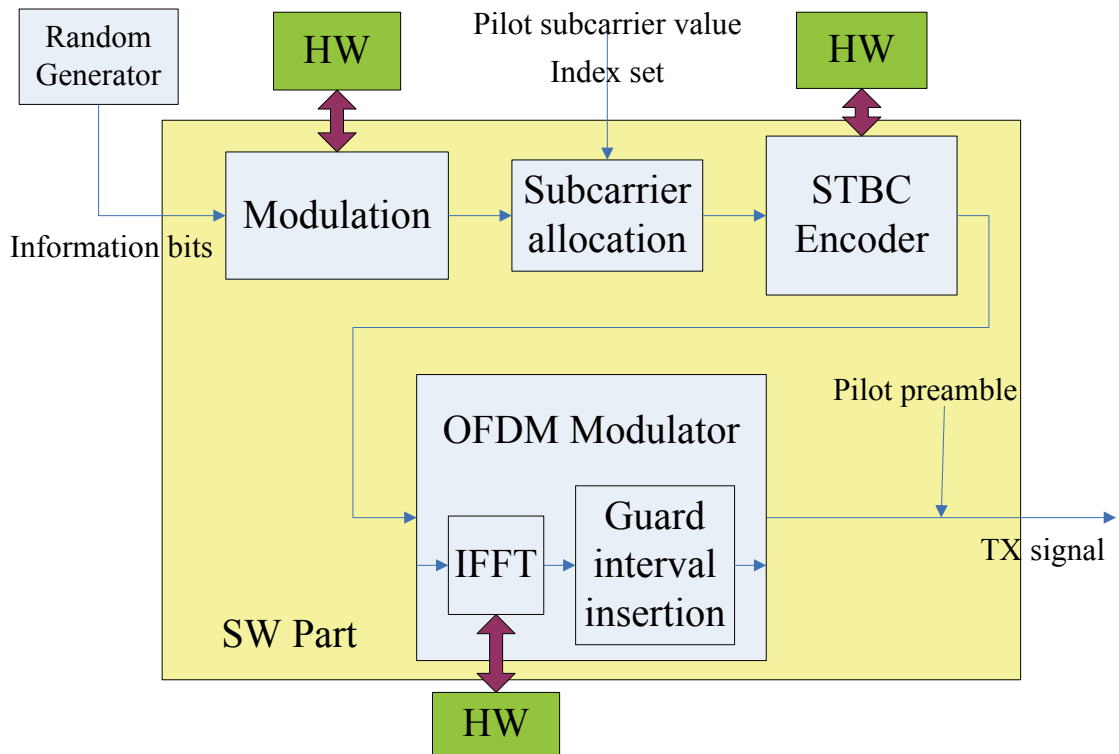 Random
Generator
HW
Pilot subcarrier value
Index set
HW
Information bits
Modulation
Subcarrier
allocation
STBC
Encoder
OFDM Modulator
IFFT
Guard
interval
insertion
Pilot preamble
TX signal
SW Part
HW